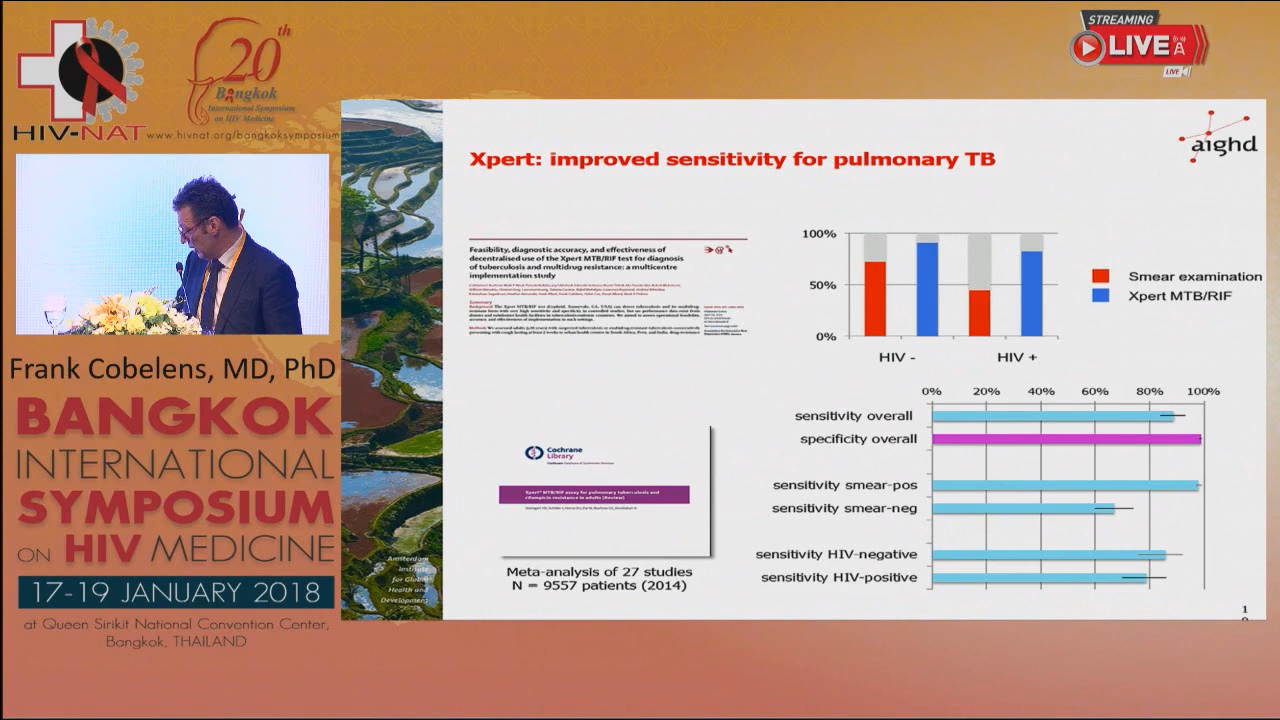 STREAMING
LIVE
LIVE
20th
Bangkok
International Symposium
on HIV Medicine
HIV-NAT
www.hivnat.org/bangkoksymposium
Frank Cobelens, MD, PhD
BANGKOK
INTERNATIONAL
SYMPOSIUM
ON HIV MEDICINE
17-19 JANUARY 2018
at Queen Sirikit National Convention Center,
Bangkok, THAILAND
aighd
Xpert: improved sensitivity for pulmonary TB
Feasibility, diagnostic accuracy, and effectiveness of
decentralised use of the Xpert MTB/RIF test for diagnosis
of tuberculosis and multidrug resistance: a multicentre
implementation study
Summary
100%
50%
0%
HIV -
HIV +
Smear examination
Xpert MTB/RIF
Cochrane
Library
Xpert® MTB/RIF assay for pulmonary tuberculosis and
rifampicin resistance in adults (Review)
Meta-analysis of 27 studies
N = 9557 patients (2014)
0% 20% 40% 60% 80% 100%
sensitivity overall
specificity overall
sensitivity smear-pos
sensitivity smear-neg
sensitivity HIV-negative
sensitivity HIV-positive
Amsterdam
Institute
for Global
Health and
Development